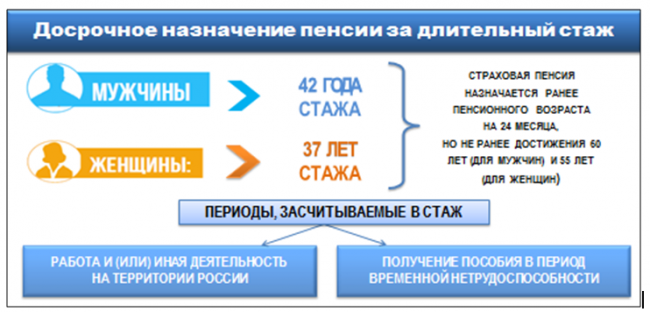 Досрочное назначение пенсии за длительный стаж
МУЖЧИНЫ
42 ГОДА
СТАЖА
ЖЕНЩИНЫ:
37 ЛЕТ
СТАЖА
СТРАХОВАЯ ПЕНСИЯ
НАЗНАЧАЕТСЯ РАНЕЕ
ПЕНСИОННОГО ВОЗРАСТА
НА 24 МЕСЯЦА,
НО НЕ РАНЕЕ ДОСТИЖЕНИЯ 60
ЛЕТ (ДЛЯ МУЖЧИН) И 55 ЛЕТ
(ДЛЯ ЖЕНЩИН)
ПЕРИОДЫ, ЗАСЧИТЫВАЕМЫЕ В СТАЖ
РАБОТА И (ИЛИ) ИНАЯ ДЕЯТЕЛЬНОСТЬ
НА ТЕРРИТОРИИ РОССИИ
ПОЛУЧЕНИЕ ПОСОБИЯ В ПЕРИОД
ВРЕМЕННОЙ НЕТРУДОСПОСОБНОСТИ